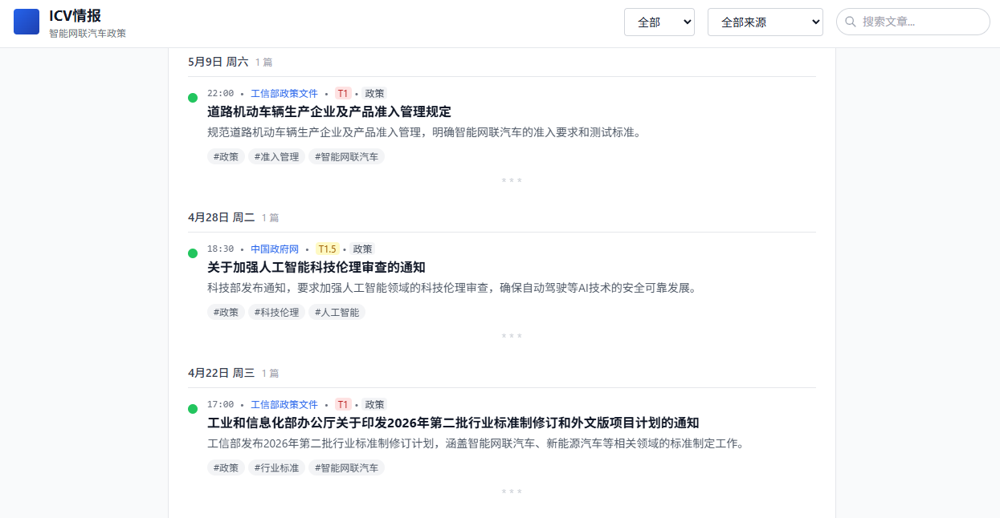 ICV情报
智能网联汽车政策
全部
全部来源
搜索文章...
5月9日 周六 1 篇
22:00 • 工信部政策文件 • T1 • 政策
道路机动车辆生产企业及产品准入管理规定
规范道路机动车辆生产企业及产品准入管理，明确智能网联汽车的准入要求和测试标准。
#政策 #准入管理 #智能网联汽车
* * *
4月28日 周二 1 篇
18:30 • 中国政府网 • T1.5 • 政策
关于加强人工智能科技伦理审查的通知
科技部发布通知，要求加强人工智能领域的科技伦理审查，确保自动驾驶等AI技术的安全可靠发展。
#政策 #科技伦理 #人工智能
* * *
4月22日 周三 1 篇
17:00 • 工信部政策文件 • T1 • 政策
工业和信息化部办公厅关于印发2026年第二批行业标准制修订和外文版项目计划的通知
工信部发布2026年第二批行业标准制修订计划，涵盖智能网联汽车、新能源汽车等相关领域的标准制定工作。
#政策 #行业标准 #智能网联汽车
* * *